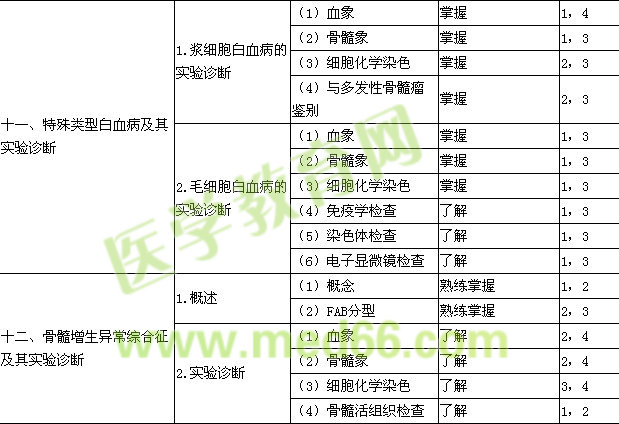 十一、特殊类型白血病及其
实验诊断
1.浆细胞白血病的
实验诊断
（1）血象 掌握 1，4
（2）骨髓象 掌握 1，3
（3）细胞化学染色 掌握 2，3
（4）与多发性骨髓瘤
鉴别 掌握 2，3
2.毛细胞白血病的
实验诊断
（1）血象 掌握 1，3
（2）骨髓象 掌握 1，3
（3）细胞化学染色 掌握 1，3
（4）免疫学检查 了解 1，3
（5）染色体检查 了解 1，3
（6）电子显微镜检查 了解 1，3
十二、骨髓增生异常综合征
及其实验诊断
1.概述
（1）概念 熟练掌握 1，2
（2）FAB分型 熟练掌握 2，3
2.实验诊断
（1）血象 了解 2，4
（2）骨髓象 了解 2，4
（3）细胞化学染色 了解 3，4
（4）骨髓活组织检查 了解 1，2
医学教育网
www.med66.com